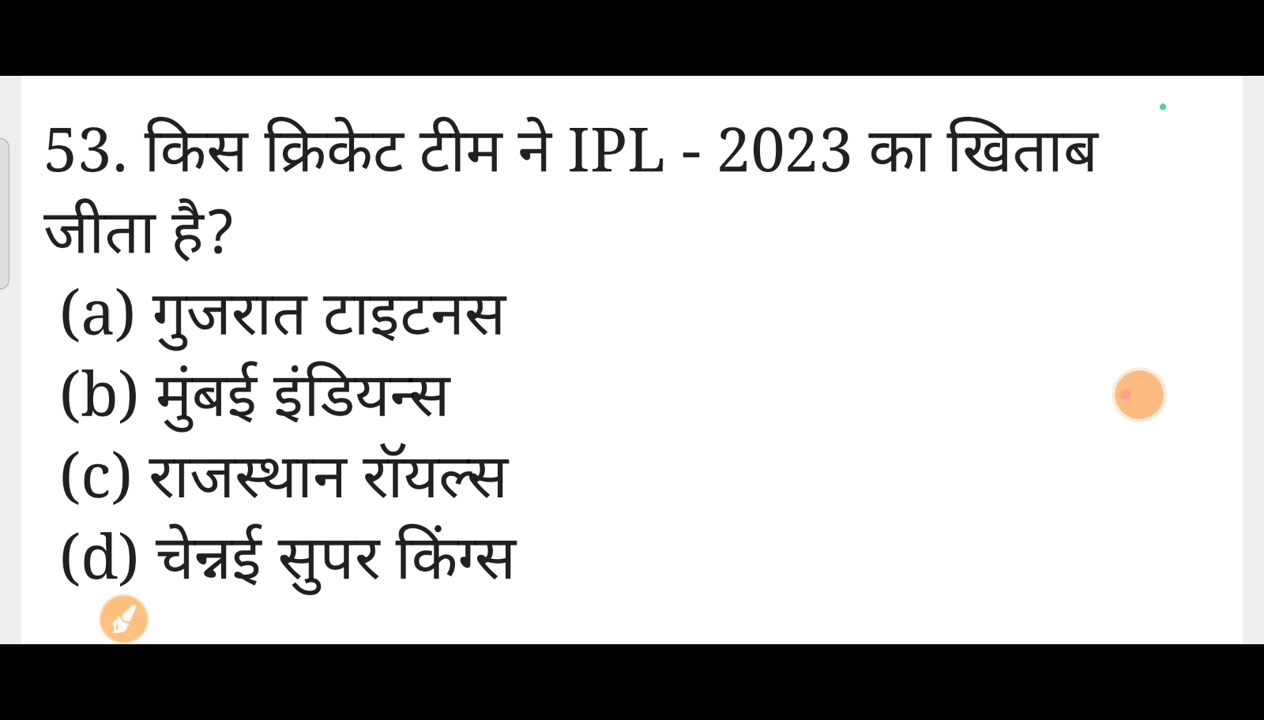 53. किस क्रिकेट टीम ने IPL - 2023 का खिताब
जीता है?
(a) गुजरात टाइटनस
(b) मुंबई इंडियन्स
(c) राजस्थान रॉयल्स
(d) चेन्नई सुपर किंग्स